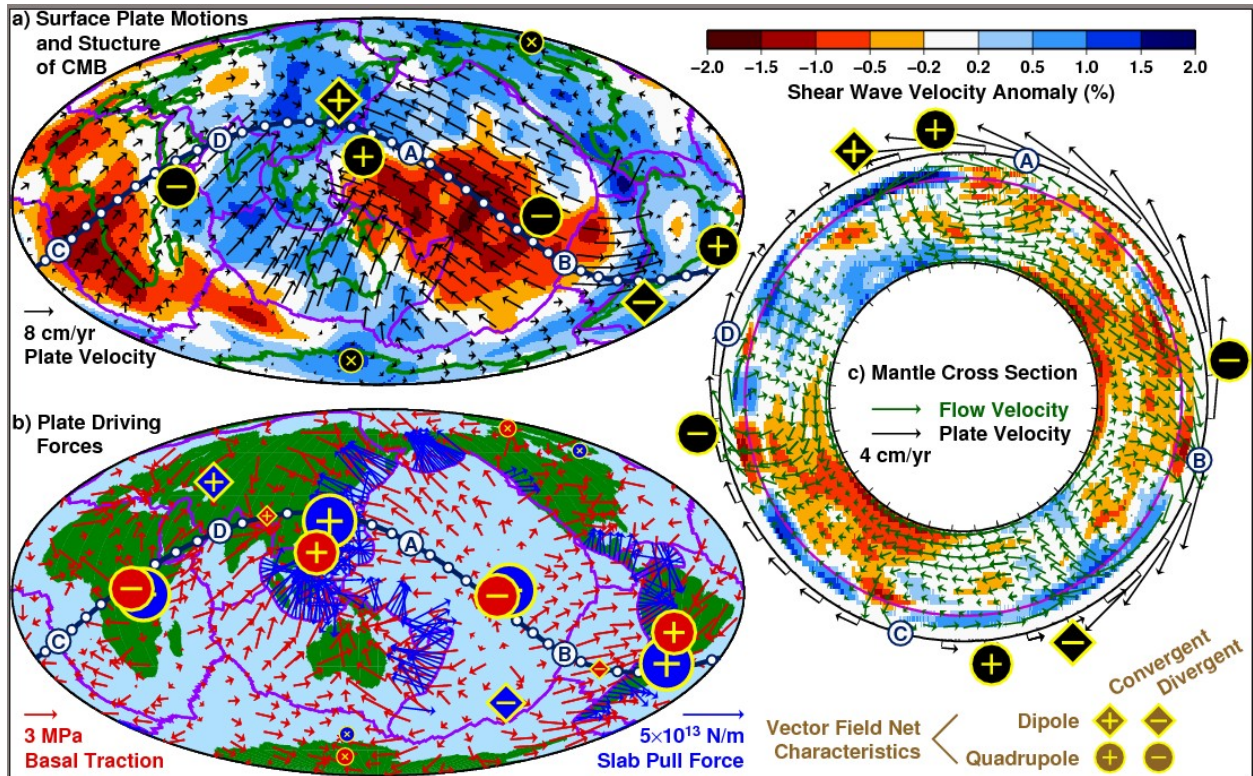 a) Surface Plate Motions
and Stucture
of CMB
D
A
C
B
8 cm/yr
Plate Velocity
−2.0 −1.5 −1.0 −0.5 −0.2 0.2 0.5 1.0 1.5 2.0
Shear Wave Velocity Anomaly (%)
A
D
B
C
c) Mantle Cross Section
Flow Velocity
Plate Velocity
4 cm/yr
b) Plate Driving
Forces
D
A
C
B
3 MPa
Basal Traction
5×10¹³ N/m
Slab Pull Force
Vector Field Net
Characteristics
Convergent
Divergent
Dipole
Quadrupole